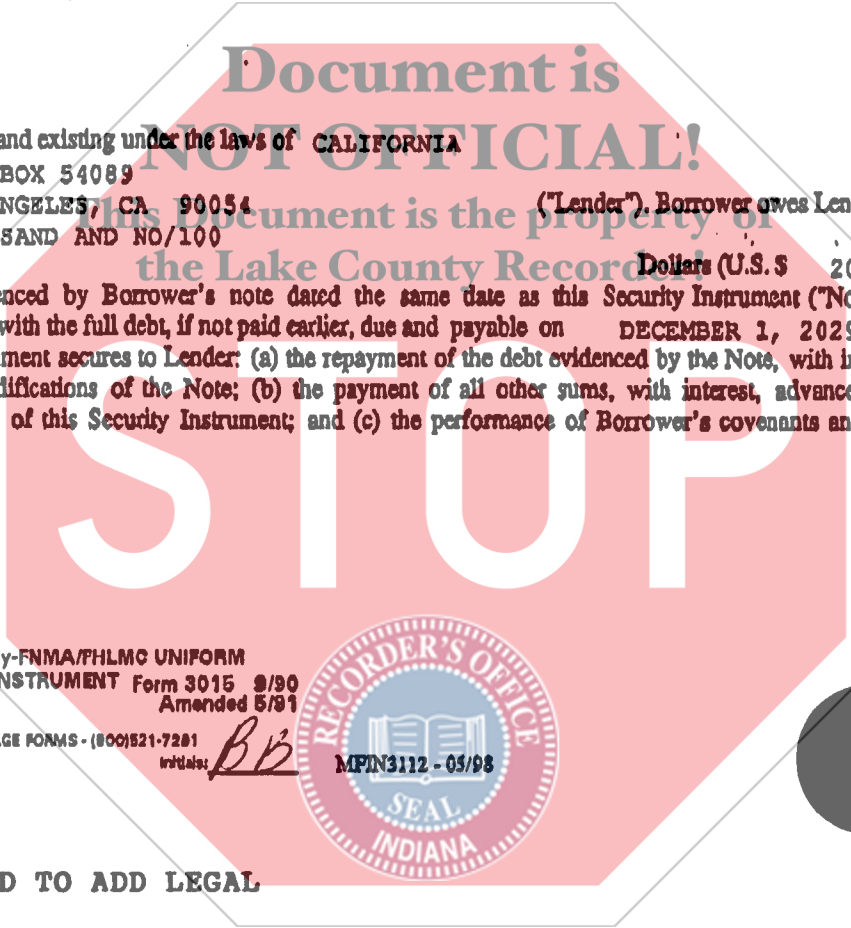 Document is
NOT OFFICIAL!
This Document is the property of
the Lake County Recorder!
and existing under the laws of CALIFORNIA
BOX 54089
NGELES, CA 90054 ("Lender"). Borrower owes Len
SAND AND NO/100
Dollars (U.S. $ 20
enced by Borrower's note dated the same date as this Security Instrument ("No
with the full debt, if not paid earlier, due and payable on DECEMBER 1, 2029
ment secures to Lender: (a) the repayment of the debt evidenced by the Note, with in
difications of the Note; (b) the payment of all other sums, with interest, advance
of this Security Instrument; and (c) the performance of Borrower's covenants an
STOP
y-FNMA/FHLMC UNIFORM
NSTRUMENT Form 3015 9/90
Amended 5/91
GE FORMS - (800)521-7291
Initials: BB
MFIN3112 - 05/98
RECORDER'S OFFICE
SEAL
INDIANA
D TO ADD LEGAL